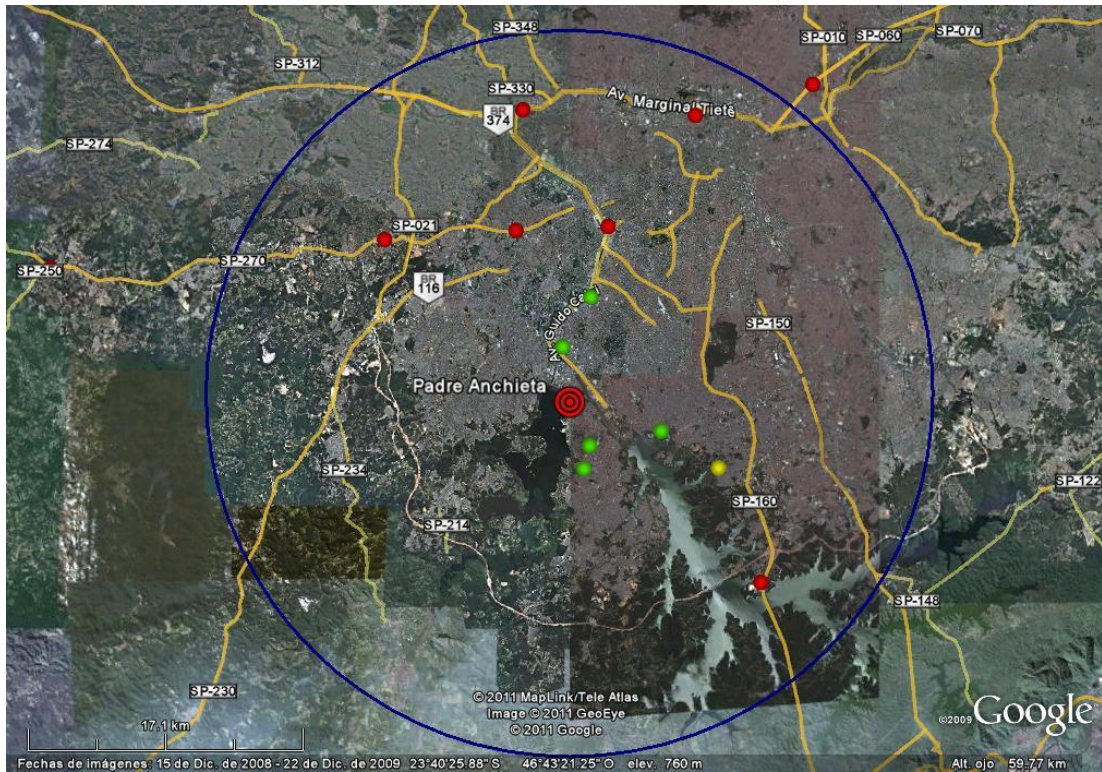 SP-348
SP-010
SP-060
SP-070
SP-312
SP-330
BR
374
Av. Marginal Tietê
SP-274
SP-021
SP-250
SP-270
BR
116
Av. Guido Caloi
SP-150
Padre Anchieta
SP-234
SP-160
SP-122
SP-214
SP-148
SP-230
© 2011 MapLink/Tele Atlas
Image © 2011 GeoEye
© 2011 Google
©2009 Google™
17,1 km
Fechas de imágenes: 15 de Dic. de 2008 - 22 de Dic. de 2009 23°40'25.88" S 46°43'21.25" O elev. 760 m Alt. ojo 59.77 km